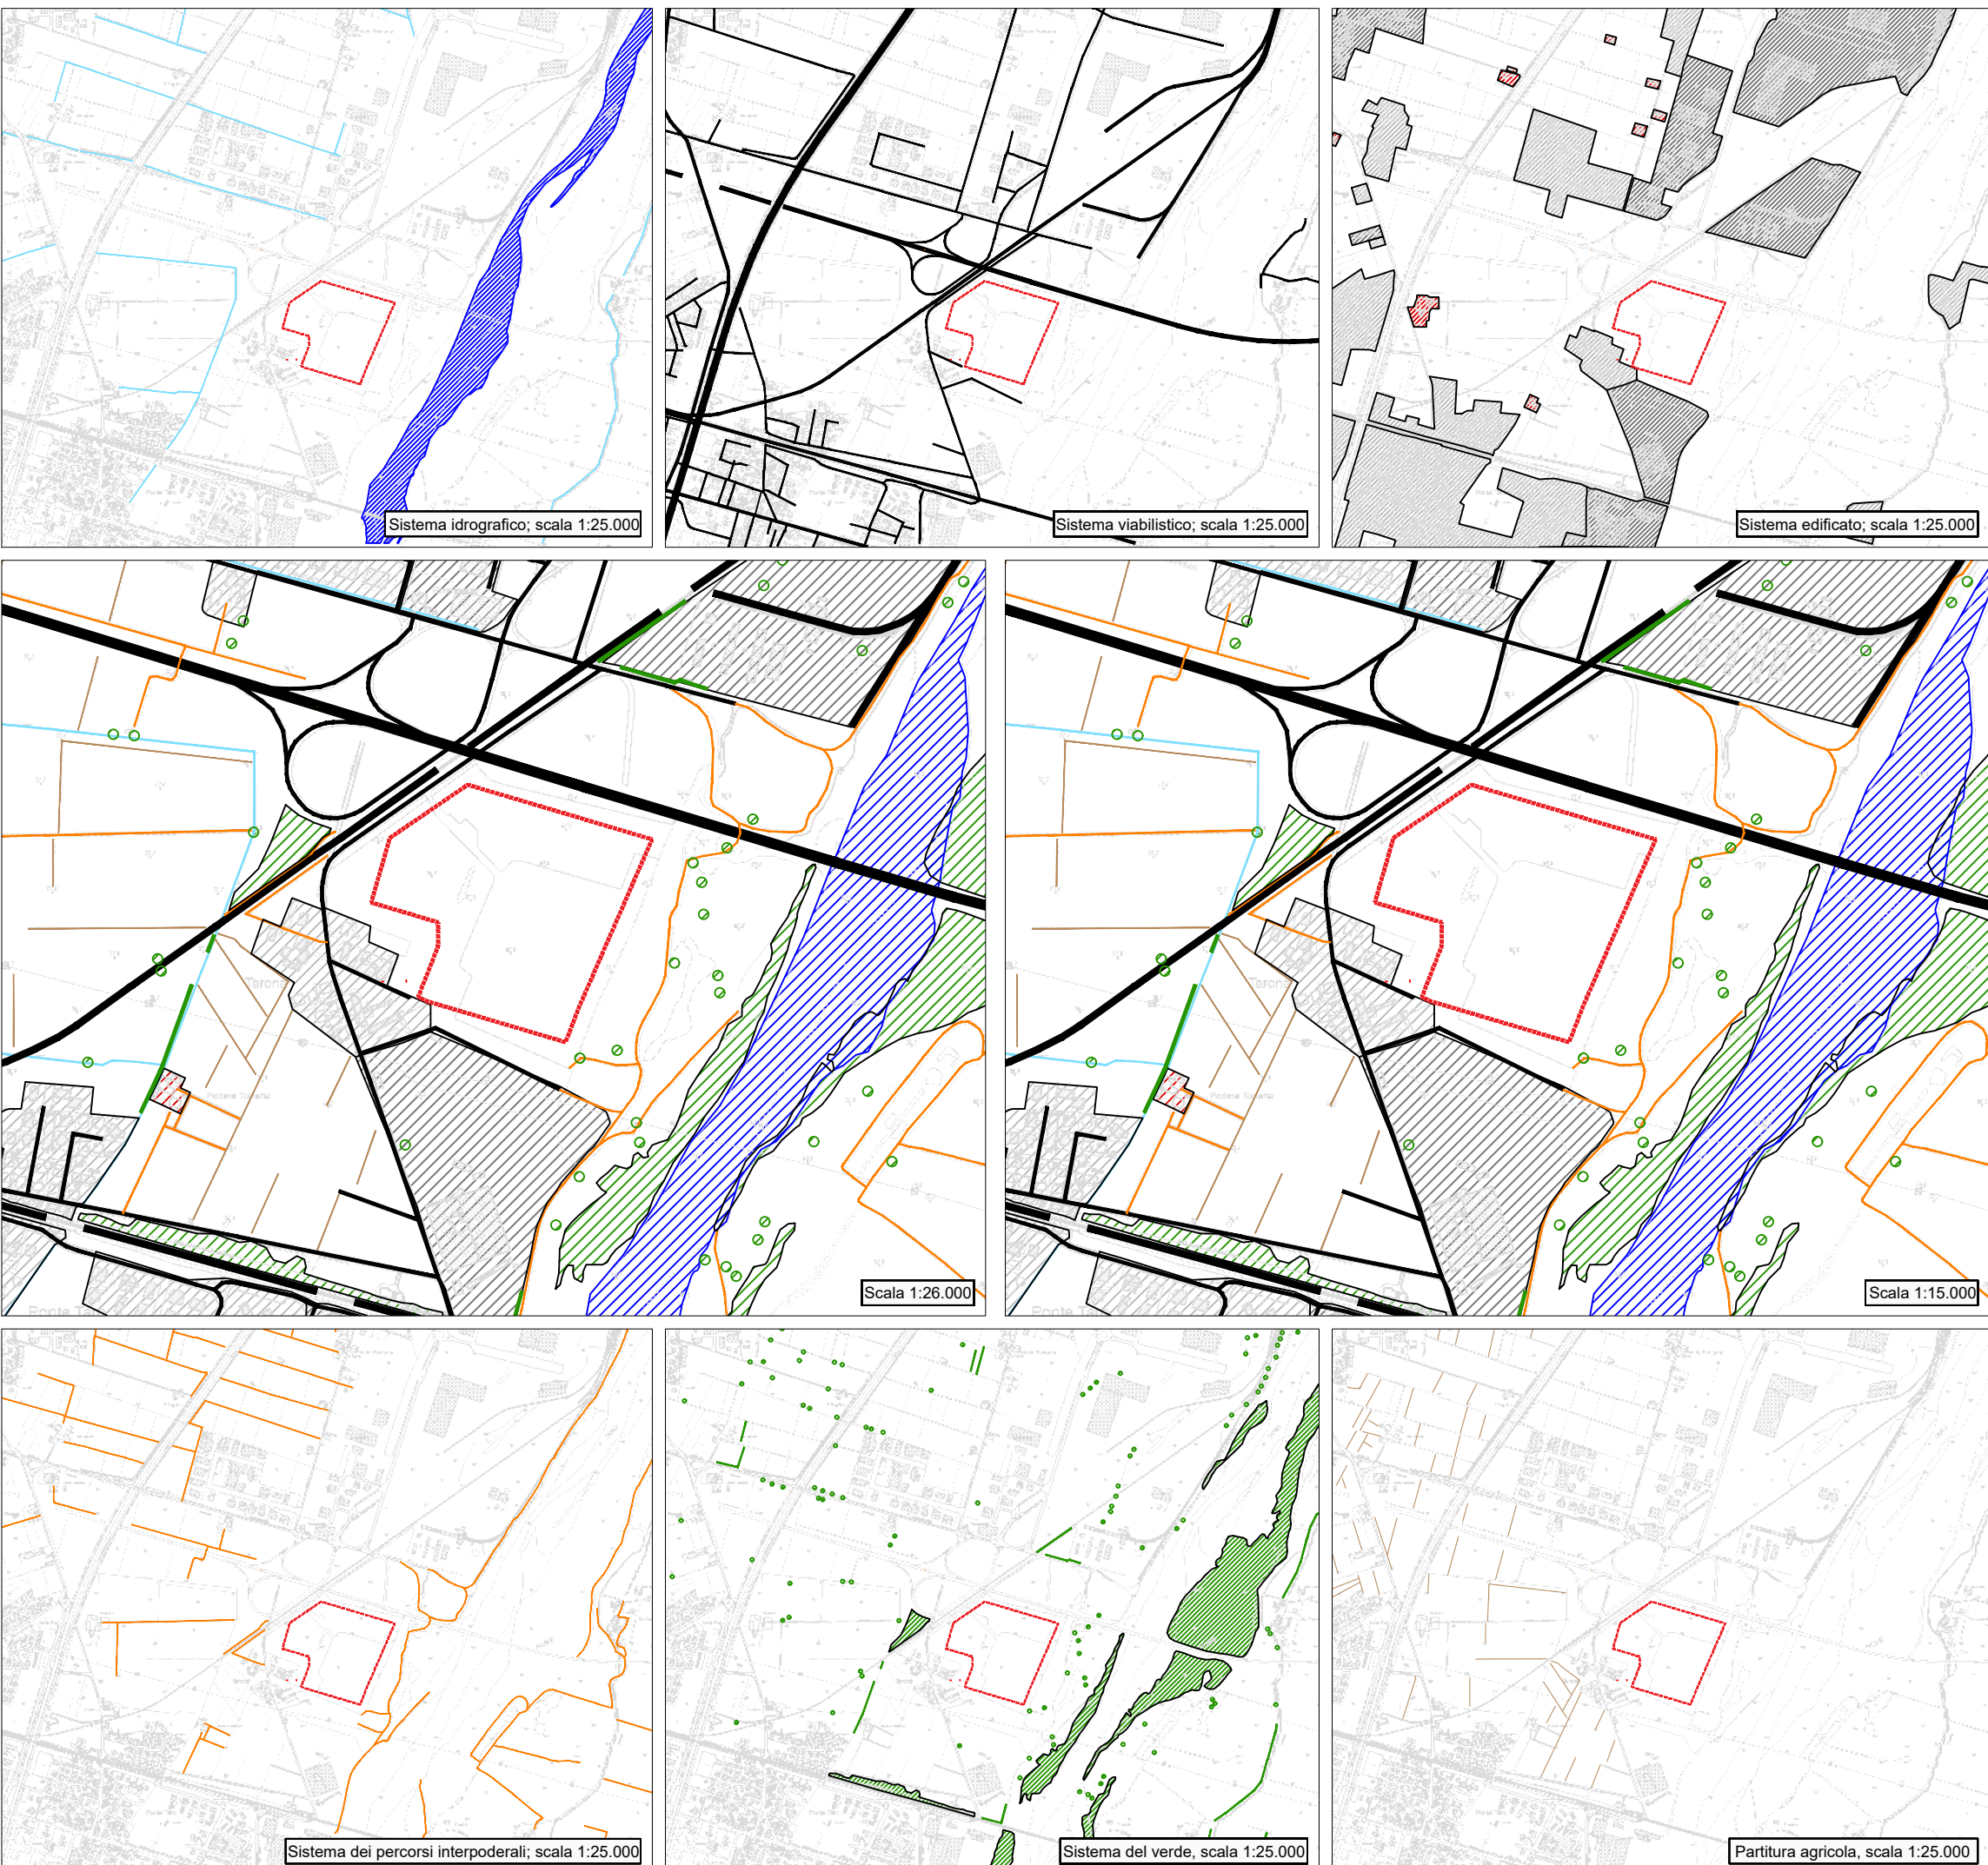 Sistema idrografico; scala 1:25.000
Sistema viabilistico; scala 1:25.000
Sistema edificato; scala 1:25.000
Scala 1:26.000
Scala 1:15.000
Sistema dei percorsi interpoderali; scala 1:25.000
Sistema del verde, scala 1:25.000
Partitura agricola, scala 1:25.000